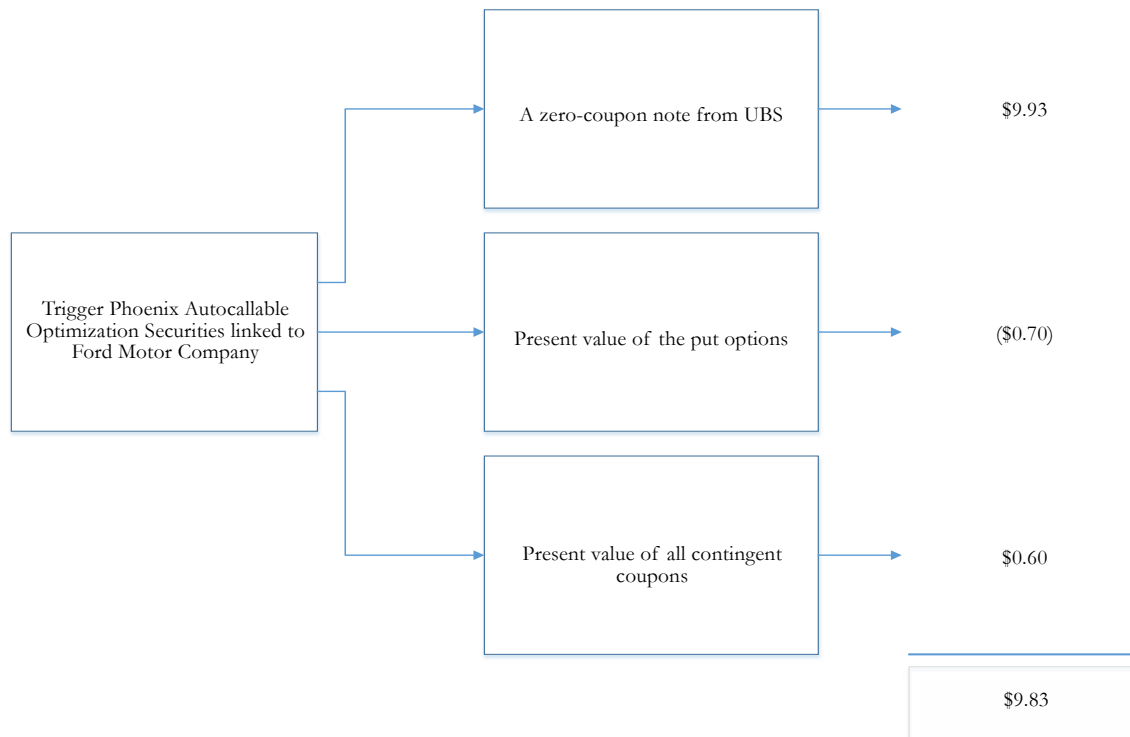 A zero-coupon note from UBS
$9.93
Trigger Phoenix Autocallable
Optimization Securities linked to
Ford Motor Company
Present value of the put options
($0.70)
Present value of all contingent
coupons
$0.60
$9.83